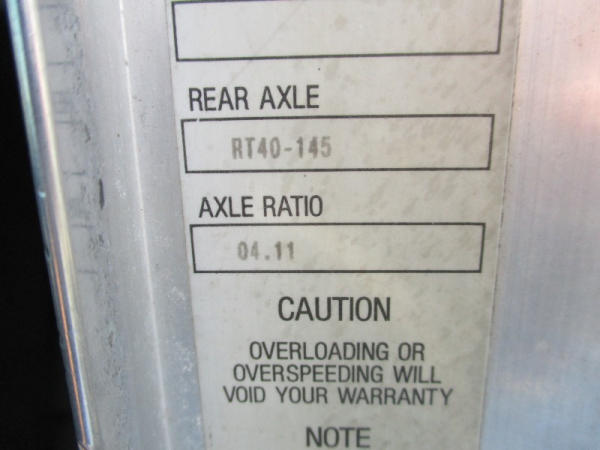 REAR AXLE
RT40-145
AXLE RATIO
04.11
CAUTION
OVERLOADING OR
OVERSPEEDING WILL
VOID YOUR WARRANTY
NOTE